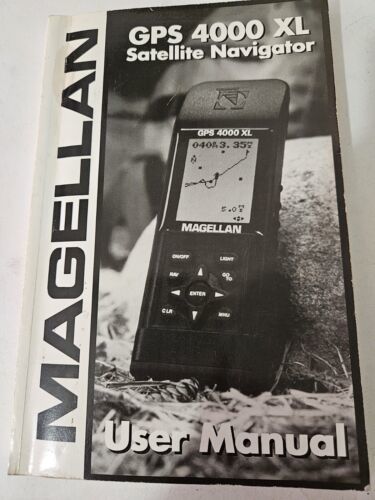 GPS 4000 XL
Satellite Navigator
MAGELLAN
GPS 4000 XL
MAGELLAN
ON/OFF
LIGHT
NAV
GO
TO
ENTER
CLR
MNU
User Manual